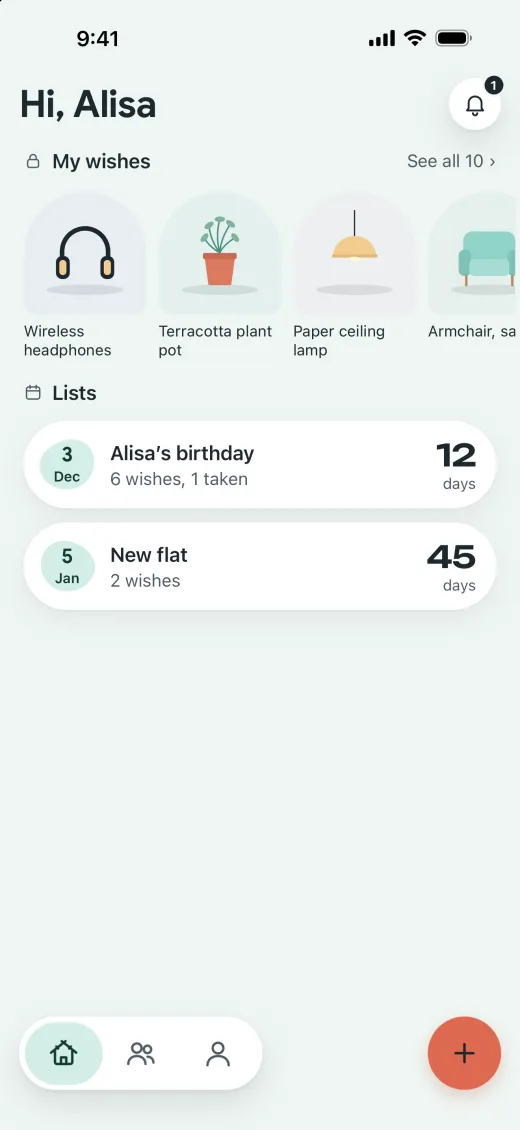 9:41
Hi, Alisa
1
My wishes
See all 10 ›
Wireless
headphones
Terracotta plant
pot
Paper ceiling
lamp
Armchair, sa
Lists
3
Dec
Alisa’s birthday
6 wishes, 1 taken
12
days
5
Jan
New flat
2 wishes
45
days